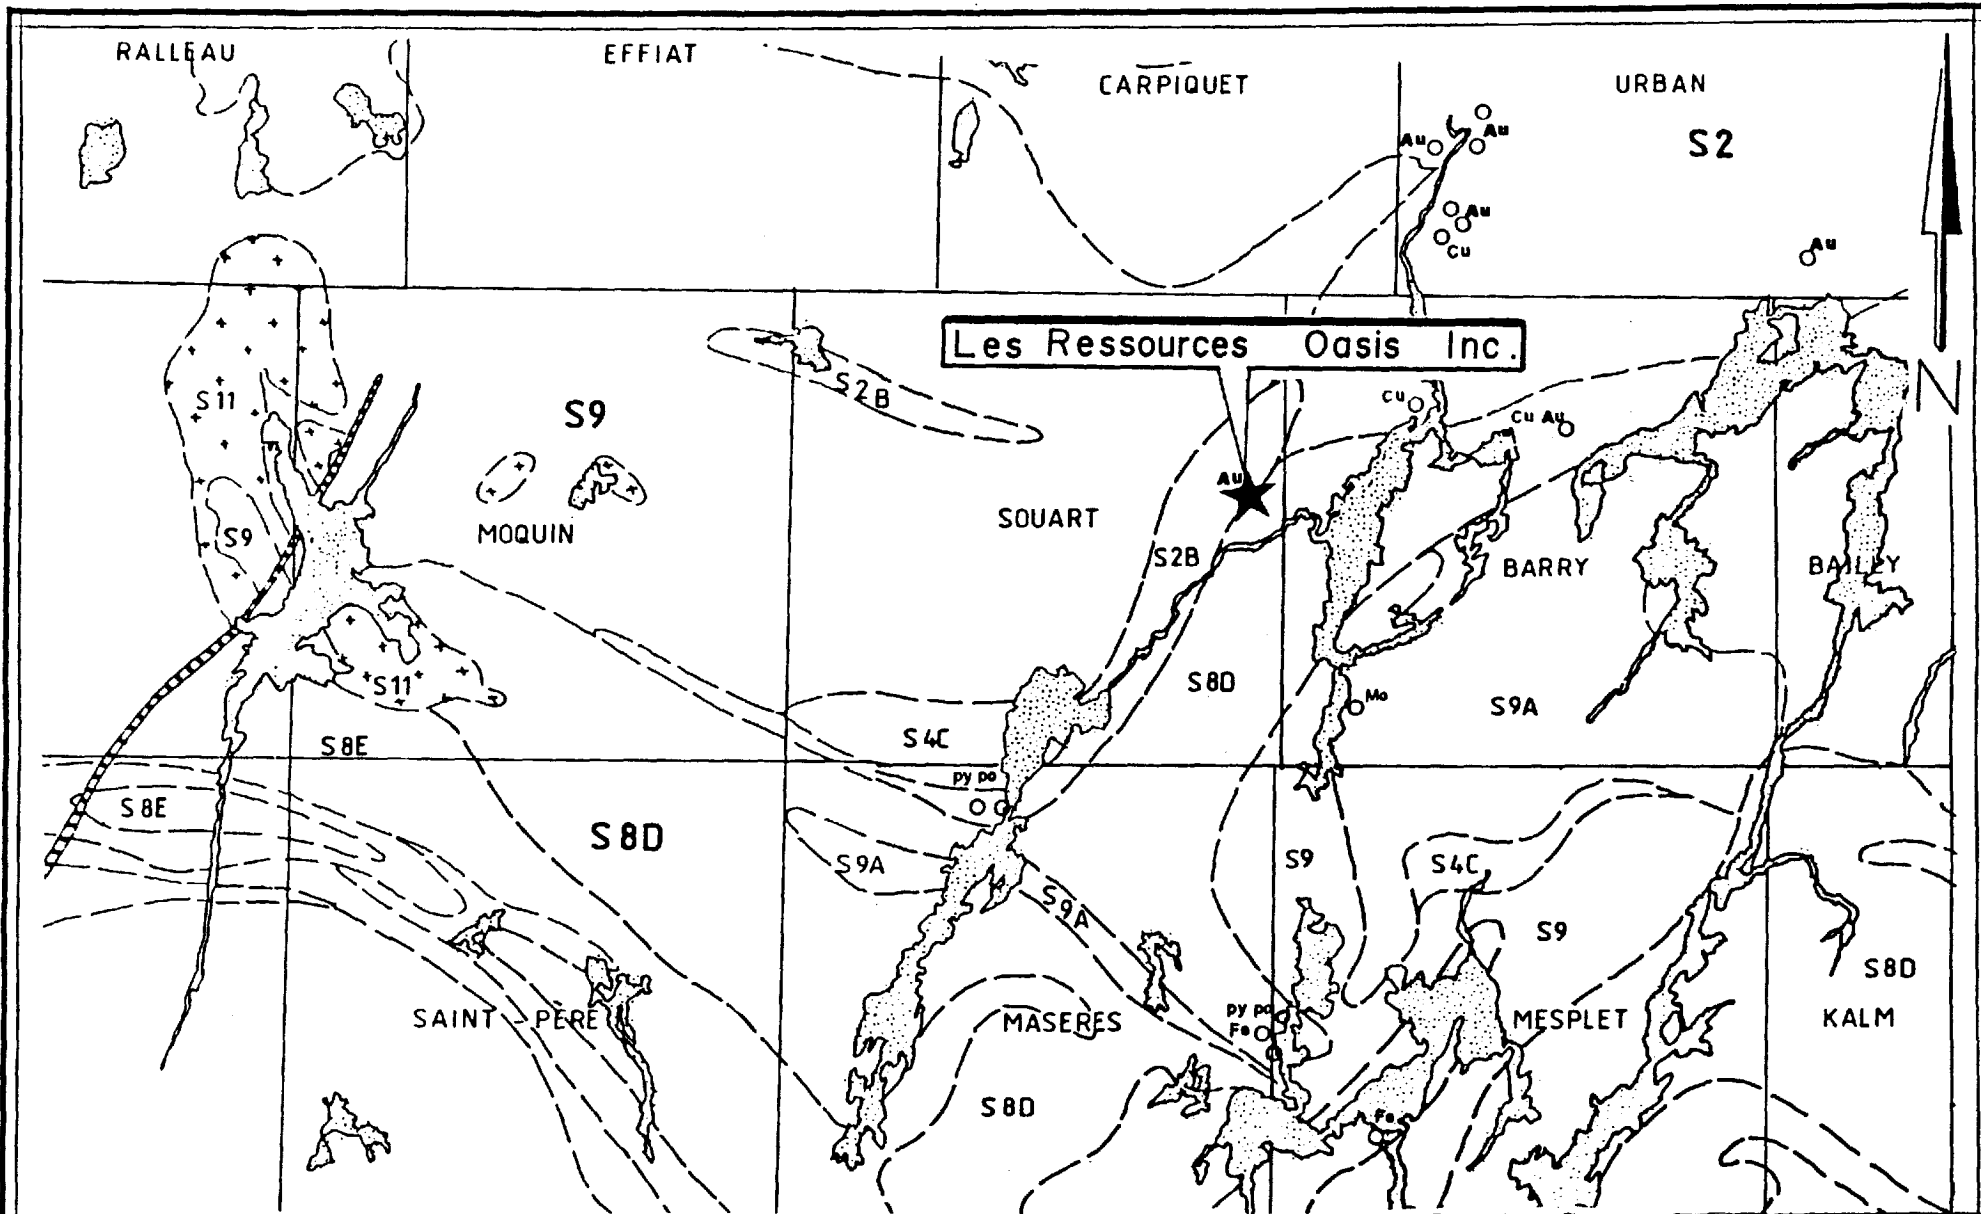 RALLEAU
EFFIAT
CARPIQUET
URBAN
Au
Au
S2
Au
Cu
Au
Les Ressources Oasis Inc.
N
S11
S9
S2B
Cu
Cu Au
Au
S9
MOQUIN
SOUART
S2B
BARRY
BAILLY
S11
S8D
Mo
S9A
S8E
S4C
py po
S8E
S8D
S9A
S9
S4C
S9A
S9
S8D
SAINT-PÈRE
MASERES
py po
Fe
MESPLET
KALM
S8D
Fe